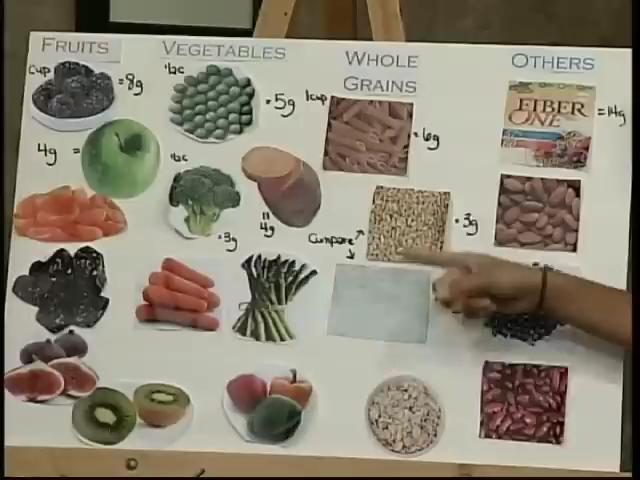 FRUITS
VEGETABLES
WHOLE
GRAINS
OTHERS
cup
=8g
1/2c
=5g
1cup
=6g
FIBER
ONE
=14g
4g =
1/2c
=3g
4g
Compare
=3g